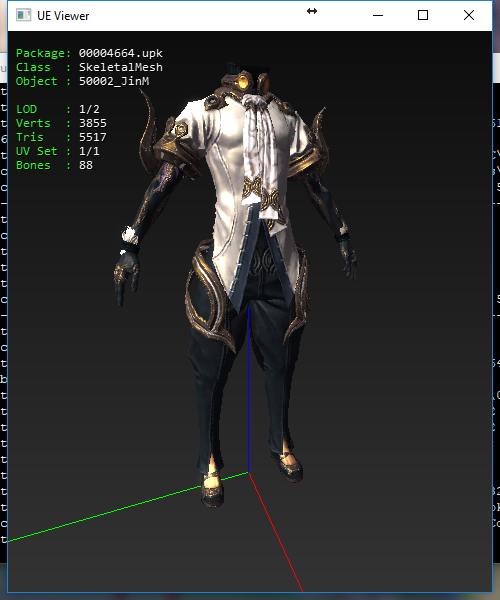 UE Viewer
Package: 00004664.upk
Class : SkeletalMesh
Object : 50002_JinM
LOD : 1/2
Verts : 3855
Tris : 5517
UV Set : 1/1
Bones : 88